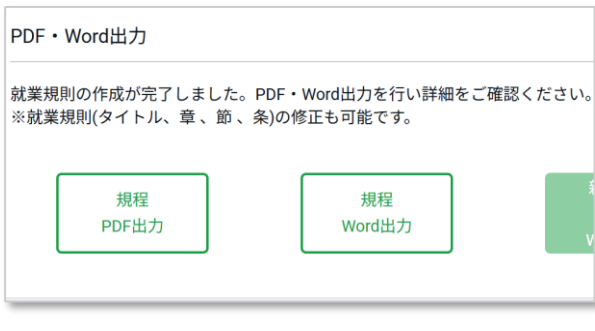 PDF・Word出力
就業規則の作成が完了しました。PDF・Word出力を行い詳細をご確認ください。
※就業規則(タイトル、章、節、条)の修正も可能です。
規程
PDF出力
規程
Word出力